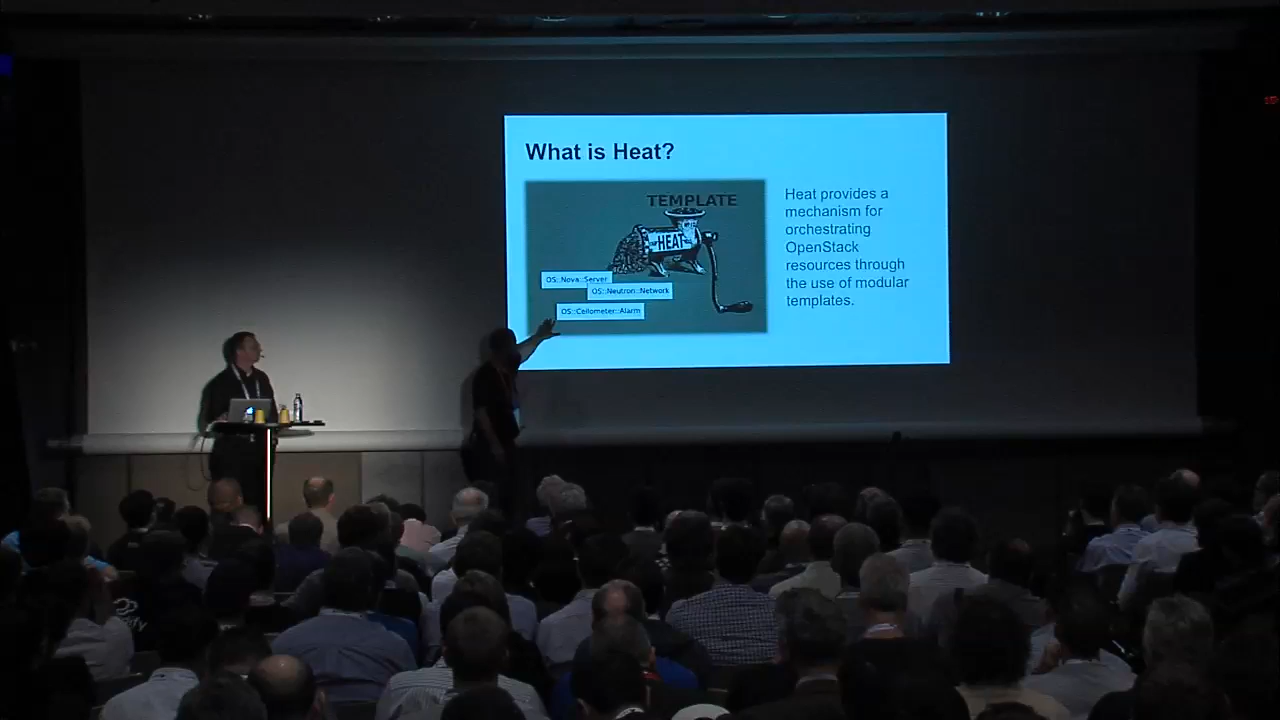 What is Heat?
TEMPLATE
HEAT
OS::Nova::Server
OS::Neutron::Network
OS::Ceilometer::Alarm
Heat provides a
mechanism for
orchestrating
OpenStack
resources through
the use of modular
templates.